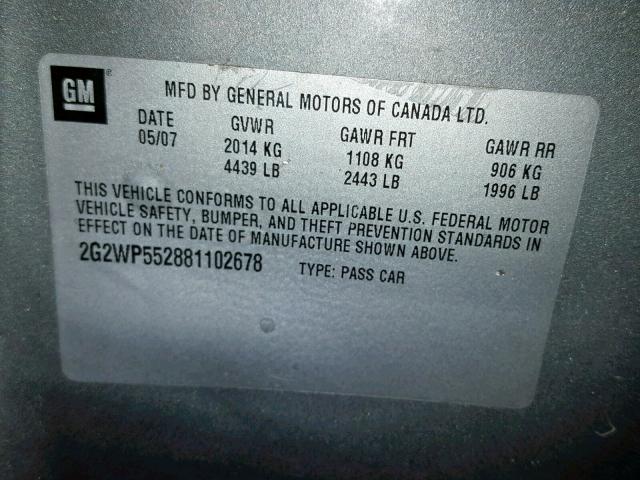 GM ®
MFD BY GENERAL MOTORS OF CANADA LTD.
DATE GVWR GAWR FRT GAWR RR
05/07 2014 KG 1108 KG 906 KG
4439 LB 2443 LB 1996 LB
THIS VEHICLE CONFORMS TO ALL APPLICABLE U.S. FEDERAL MOTOR
VEHICLE SAFETY, BUMPER, AND THEFT PREVENTION STANDARDS IN
EFFECT ON THE DATE OF MANUFACTURE SHOWN ABOVE.
2G2WP552881102678 TYPE: PASS CAR